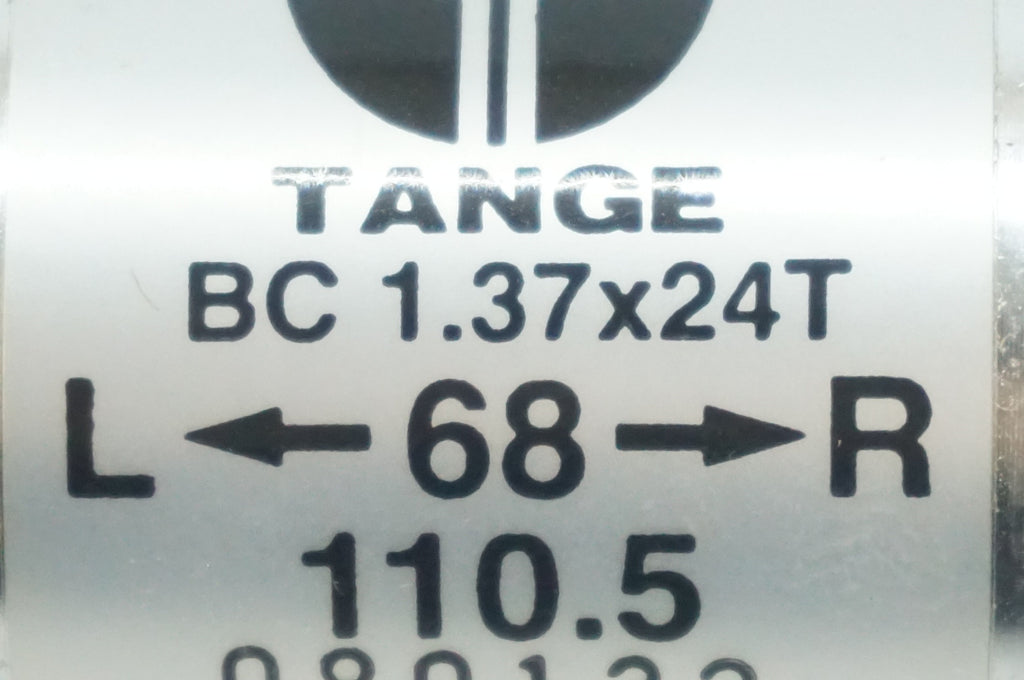 TANGE
BC 1.37x24T
L ← 68 → R
110.5